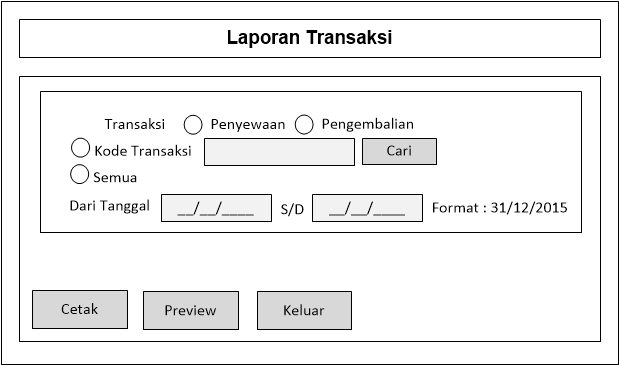 Laporan Transaksi
Transaksi Penyewaan Pengembalian
Kode Transaksi Cari
Semua
Dari Tanggal __/__/____ S/D __/__/____ Format : 31/12/2015
Cetak Preview Keluar